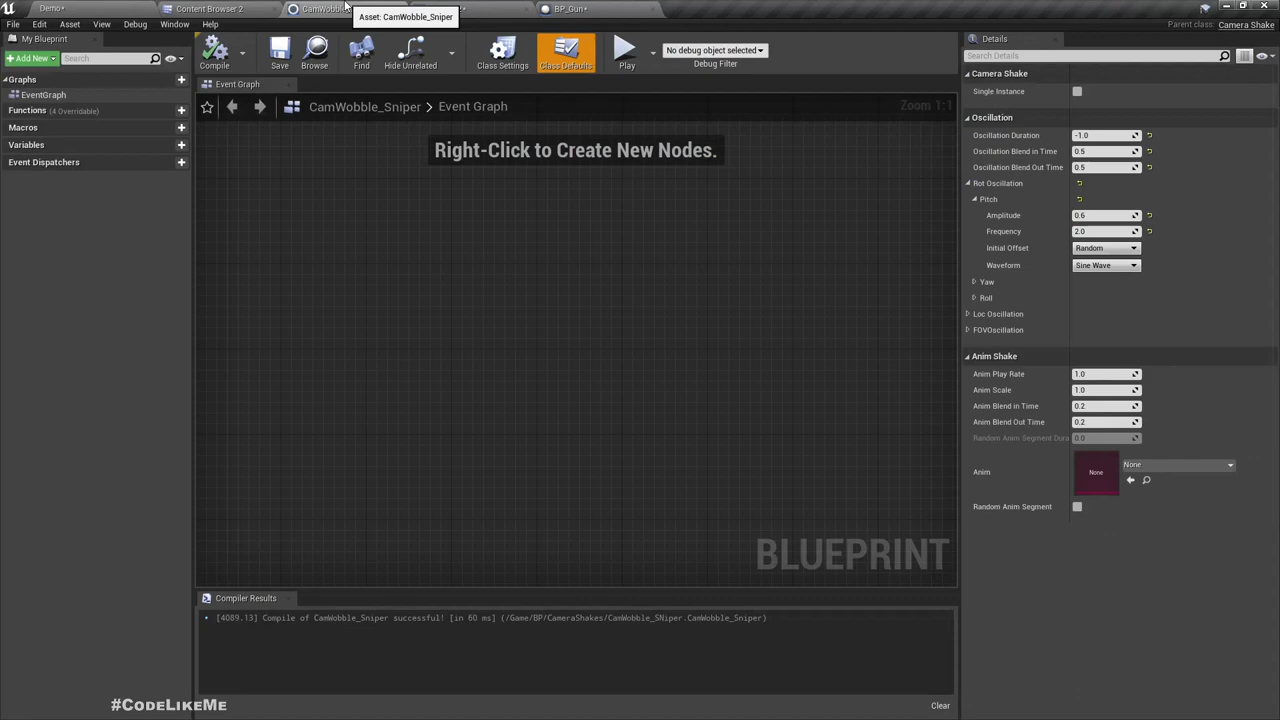 Demo*
Content Browser 2
CamWobble
BP_Gun*
Asset: CamWobble_Sniper
File
Edit
Asset
View
Debug
Window
Help
Parent class: Camera Shake
My Blueprint
Add New
Search
Graphs
EventGraph
Functions (4 Overridable)
Macros
Variables
Event Dispatchers
Compile
Save
Browse
Find
Hide Unrelated
Class Settings
Class Defaults
Play
No debug object selected
Debug Filter
Event Graph
CamWobble_Sniper > Event Graph
Zoom 1:1
Right-Click to Create New Nodes.
BLUEPRINT
Compiler Results
• [4089.13] Compile of CamWobble_Sniper successful! [in 60 ms] (/Game/BP/CameraShakes/CamWobble_SNiper.CamWobble_Sniper)
Clear
Details
Search Details
Camera Shake
Single Instance
Oscillation
Oscillation Duration -1.0
Oscillation Blend in Time 0.5
Oscillation Blend Out Time 0.5
Rot Oscillation
Pitch
Amplitude 0.6
Frequency 2.0
Initial Offset Random
Waveform Sine Wave
Yaw
Roll
Loc Oscillation
FOVOscillation
Anim Shake
Anim Play Rate 1.0
Anim Scale 1.0
Anim Blend in Time 0.2
Anim Blend Out Time 0.2
Random Anim Segment Dura 0.0
Anim
None
None
Random Anim Segment
#CodeLikeMe